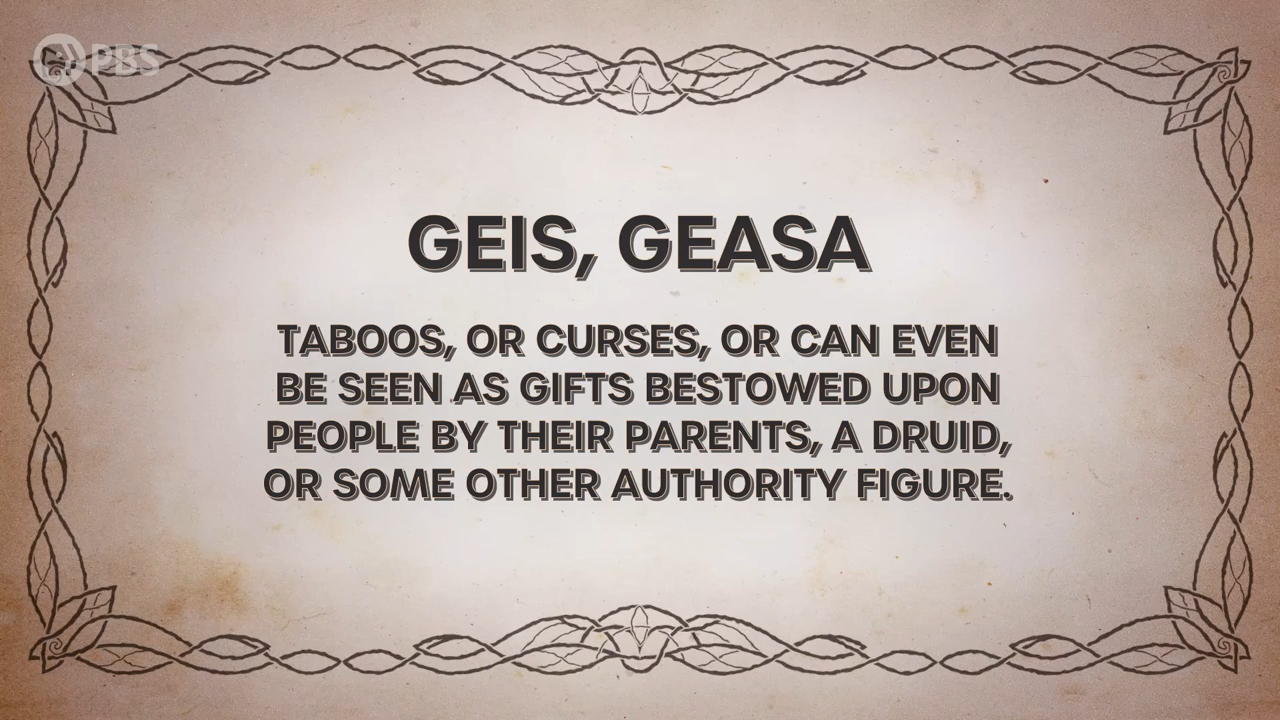 PBS
GEIS, GEASA
TABOOS, OR CURSES, OR CAN EVEN
BE SEEN AS GIFTS BESTOWED UPON
PEOPLE BY THEIR PARENTS, A DRUID,
OR SOME OTHER AUTHORITY FIGURE.